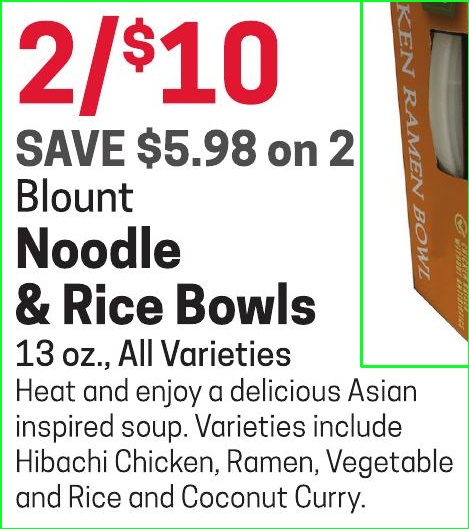 2/$10
SAVE $5.98 on 2
Blount
Noodle
& Rice Bowls
13 oz., All Varieties
Heat and enjoy a delicious Asian
inspired soup. Varieties include
Hibachi Chicken, Ramen, Vegetable
and Rice and Coconut Curry.
KEN RAMEN BOWL